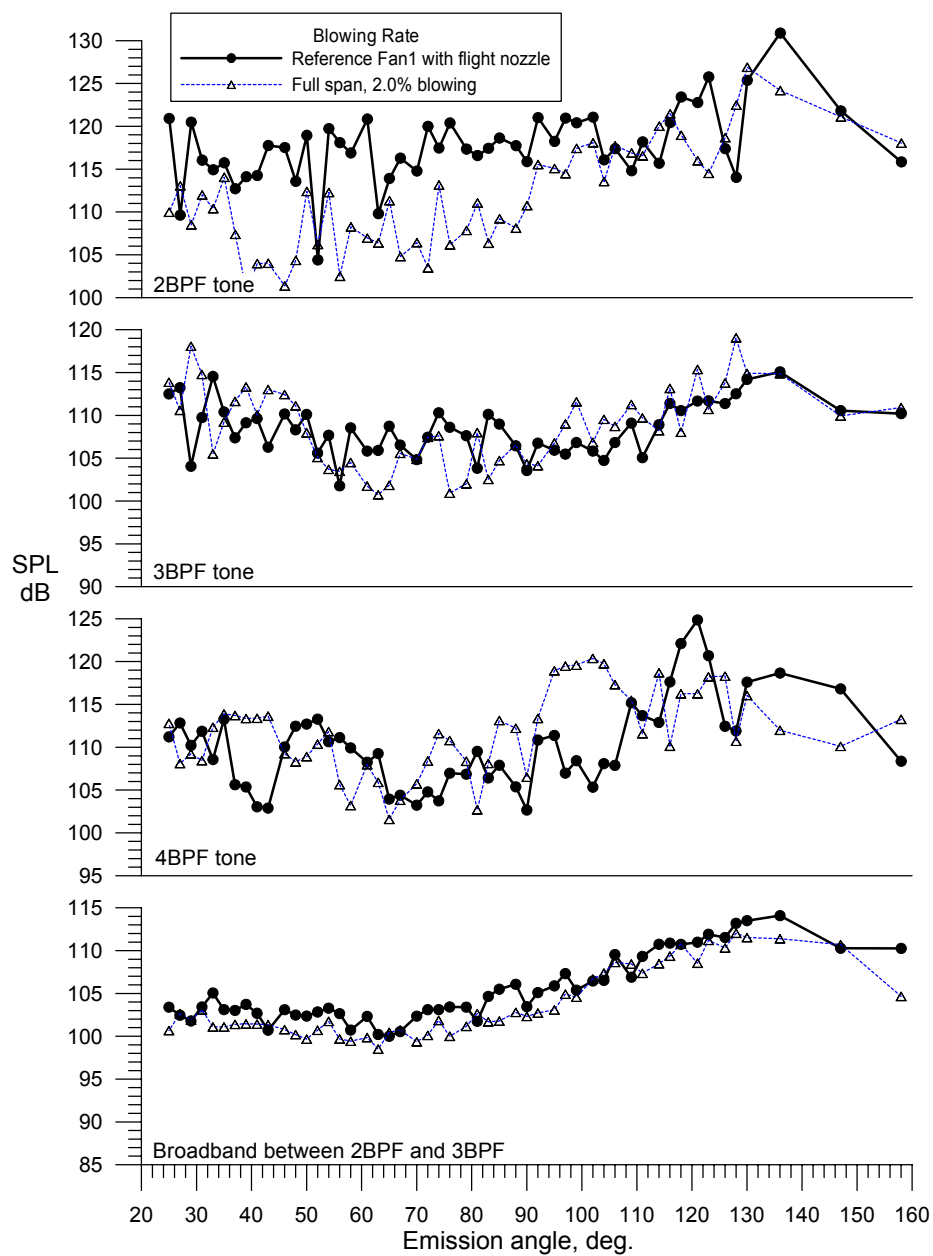 Blowing Rate
Reference Fan1 with flight nozzle
Full span, 2.0% blowing
130
125
120
115
110
105
100
2BPF tone
120
115
110
105
100
95
90
3BPF tone
SPL
dB
125
120
115
110
105
100
95
4BPF tone
115
110
105
100
95
90
85
Broadband between 2BPF and 3BPF
20 30 40 50 60 70 80 90 100 110 120 130 140 150 160
Emission angle, deg.